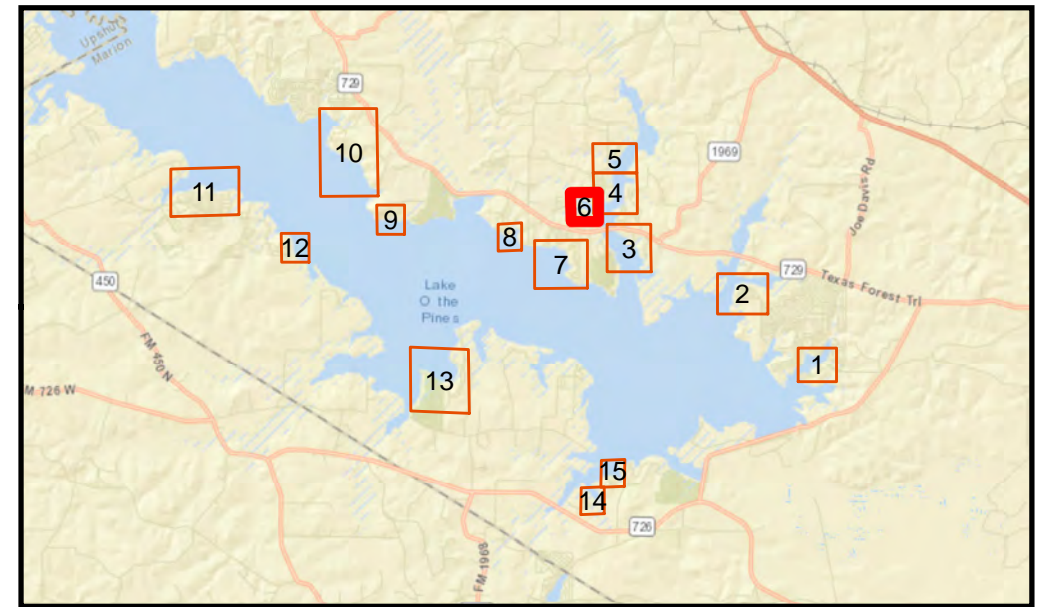 Upshur
Marion
729
10
5
1969
4
6
11
9
8
3
12
7
Joe Davis Rd
450
Lake
O the
Pines
2
729
Texas Forest Trl
FM 450 N
1
13
M 726 W
15
14
726
FM 1968